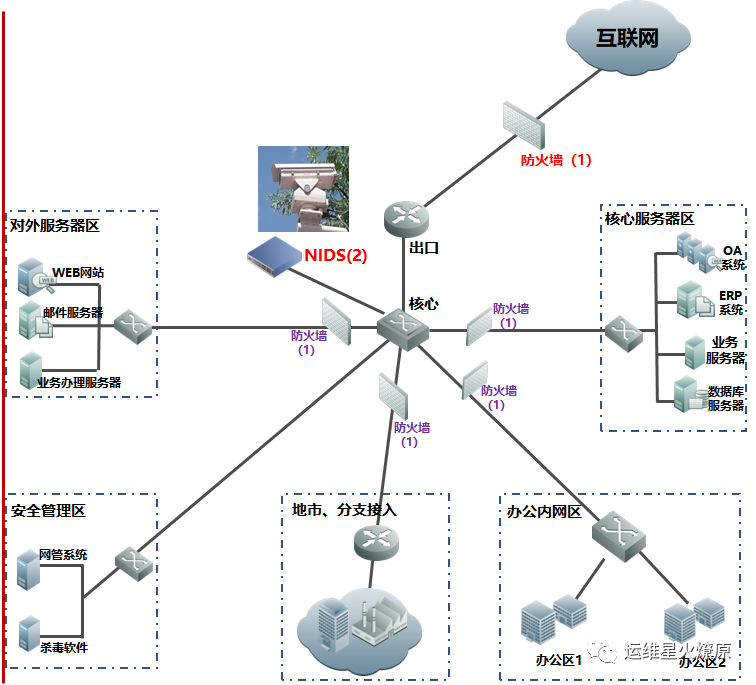 互联网
防火墙（1）
NIDS(2)
出口
对外服务器区
WEB网站
WEB
邮件服务器
业务办理服务器
核心
防火墙
（1）
防火墙
（1）
防火墙
（1）
防火墙
（1）
核心服务器区
OA
系统
ERP
系统
业务
服务器
数据库
服务器
安全管理区
网管系统
杀毒软件
地市、分支接入
办公内网区
办公区1
办公区2
运维星火燎原